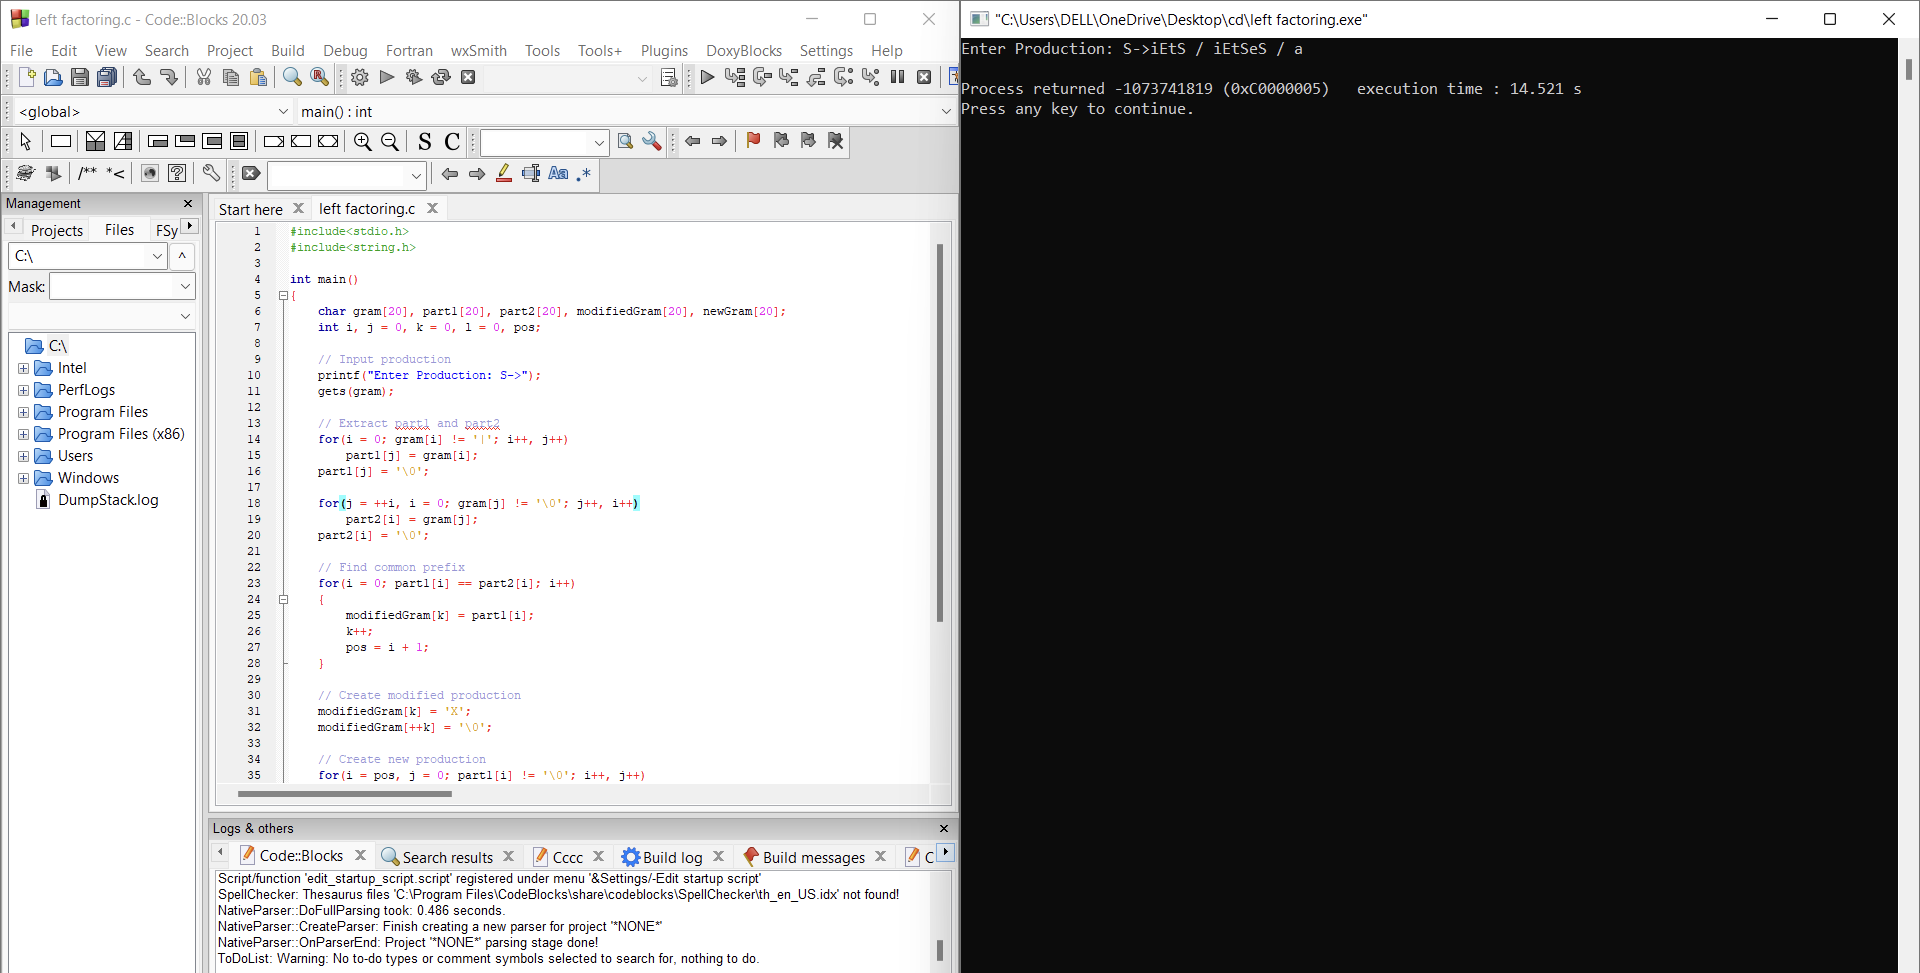 left factoring.c - Code::Blocks 20.03
File Edit View Search Project Build Debug Fortran wxSmith Tools Tools+ Plugins DoxyBlocks Settings Help
<global>
main() : int
S C
/** *<
Aa .*
Management
Projects Files FSy
C:\
^
Mask:
C:\
Intel
PerfLogs
Program Files
Program Files (x86)
Users
Windows
DumpStack.log
Start here left factoring.c
1 #include<stdio.h>
2 #include<string.h>
3
4 int main()
5 {
6 char gram[20], part1[20], part2[20], modifiedGram[20], newGram[20];
7 int i, j = 0, k = 0, l = 0, pos;
8
9 // Input production
10 printf("Enter Production: S->");
11 gets(gram);
12
13 // Extract part1 and part2
14 for(i = 0; gram[i] != '|'; i++, j++)
15 part1[j] = gram[i];
16 part1[j] = '\0';
17
18 for(j = ++i, i = 0; gram[j] != '\0'; j++, i++)
19 part2[i] = gram[j];
20 part2[i] = '\0';
21
22 // Find common prefix
23 for(i = 0; part1[i] == part2[i]; i++)
24 {
25 modifiedGram[k] = part1[i];
26 k++;
27 pos = i + 1;
28 }
29
30 // Create modified production
31 modifiedGram[k] = 'X';
32 modifiedGram[++k] = '\0';
33
34 // Create new production
35 for(i = pos, j = 0; part1[i] != '\0'; i++, j++)
Logs & others
Code::Blocks Search results Cccc Build log Build messages C
Script/function 'edit_startup_script.script' registered under menu '&Settings/-Edit startup script'
SpellChecker: Thesaurus files 'C:\Program Files\CodeBlocks\share\codeblocks\SpellChecker\th_en_US.idx' not found!
NativeParser::DoFullParsing took: 0.486 seconds.
NativeParser::CreateParser: Finish creating a new parser for project '*NONE*'
NativeParser::OnParserEnd: Project '*NONE*' parsing stage done!
ToDoList: Warning: No to-do types or comment symbols selected to search for, nothing to do.
"C:\Users\DELL\OneDrive\Desktop\cd\left factoring.exe"
Enter Production: S->iEtS / iEtSeS / a
Process returned -1073741819 (0xC0000005) execution time : 14.521 s
Press any key to continue.